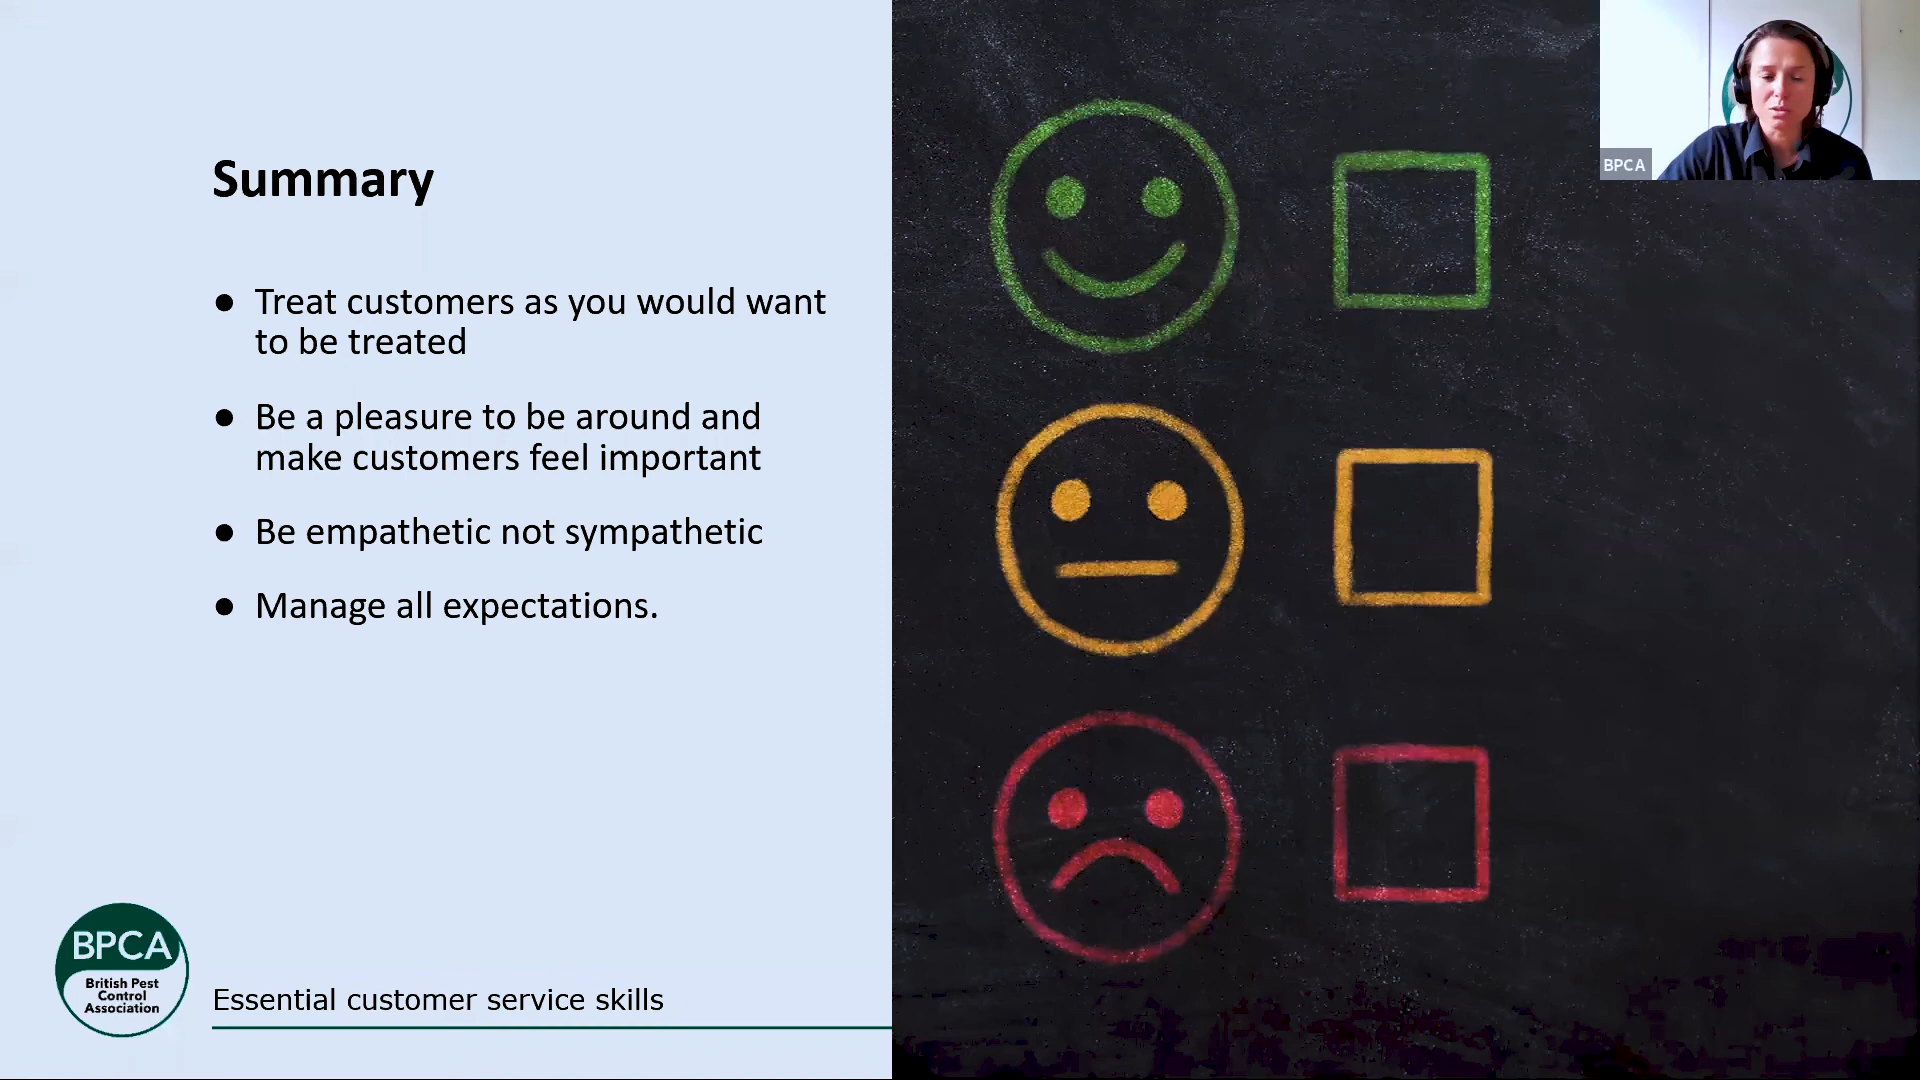 Summary
● Treat customers as you would want
to be treated
● Be a pleasure to be around and
make customers feel important
● Be empathetic not sympathetic
● Manage all expectations.
BPCA
British Pest
Control
Association
Essential customer service skills
BPCA